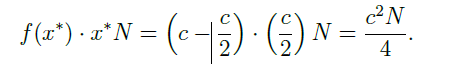 f(x*) · x*N = (c − c/2) · (c/2) N = c²N/4.